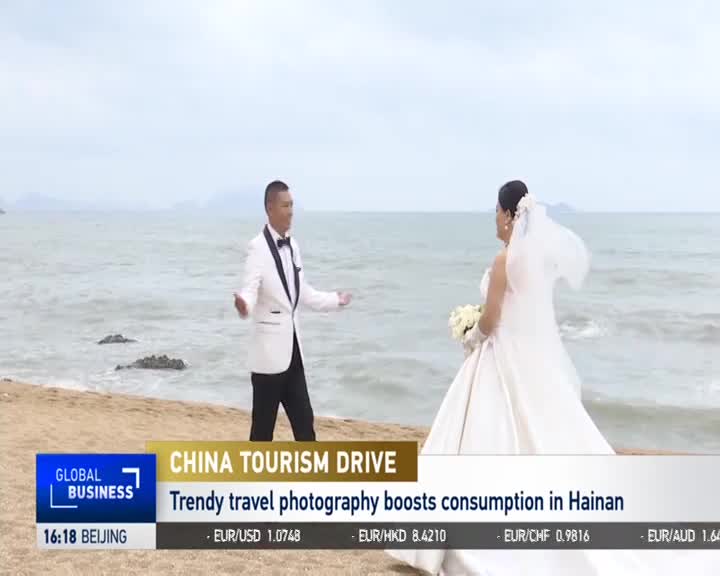 CHINA TOURISM DRIVE
GLOBAL
BUSINESS
Trendy travel photography boosts consumption in Hainan
16:18 BEIJING
- EUR/USD 1.0748 - EUR/HKD 8.4210 - EUR/CHF 0.9816 - EUR/AUD